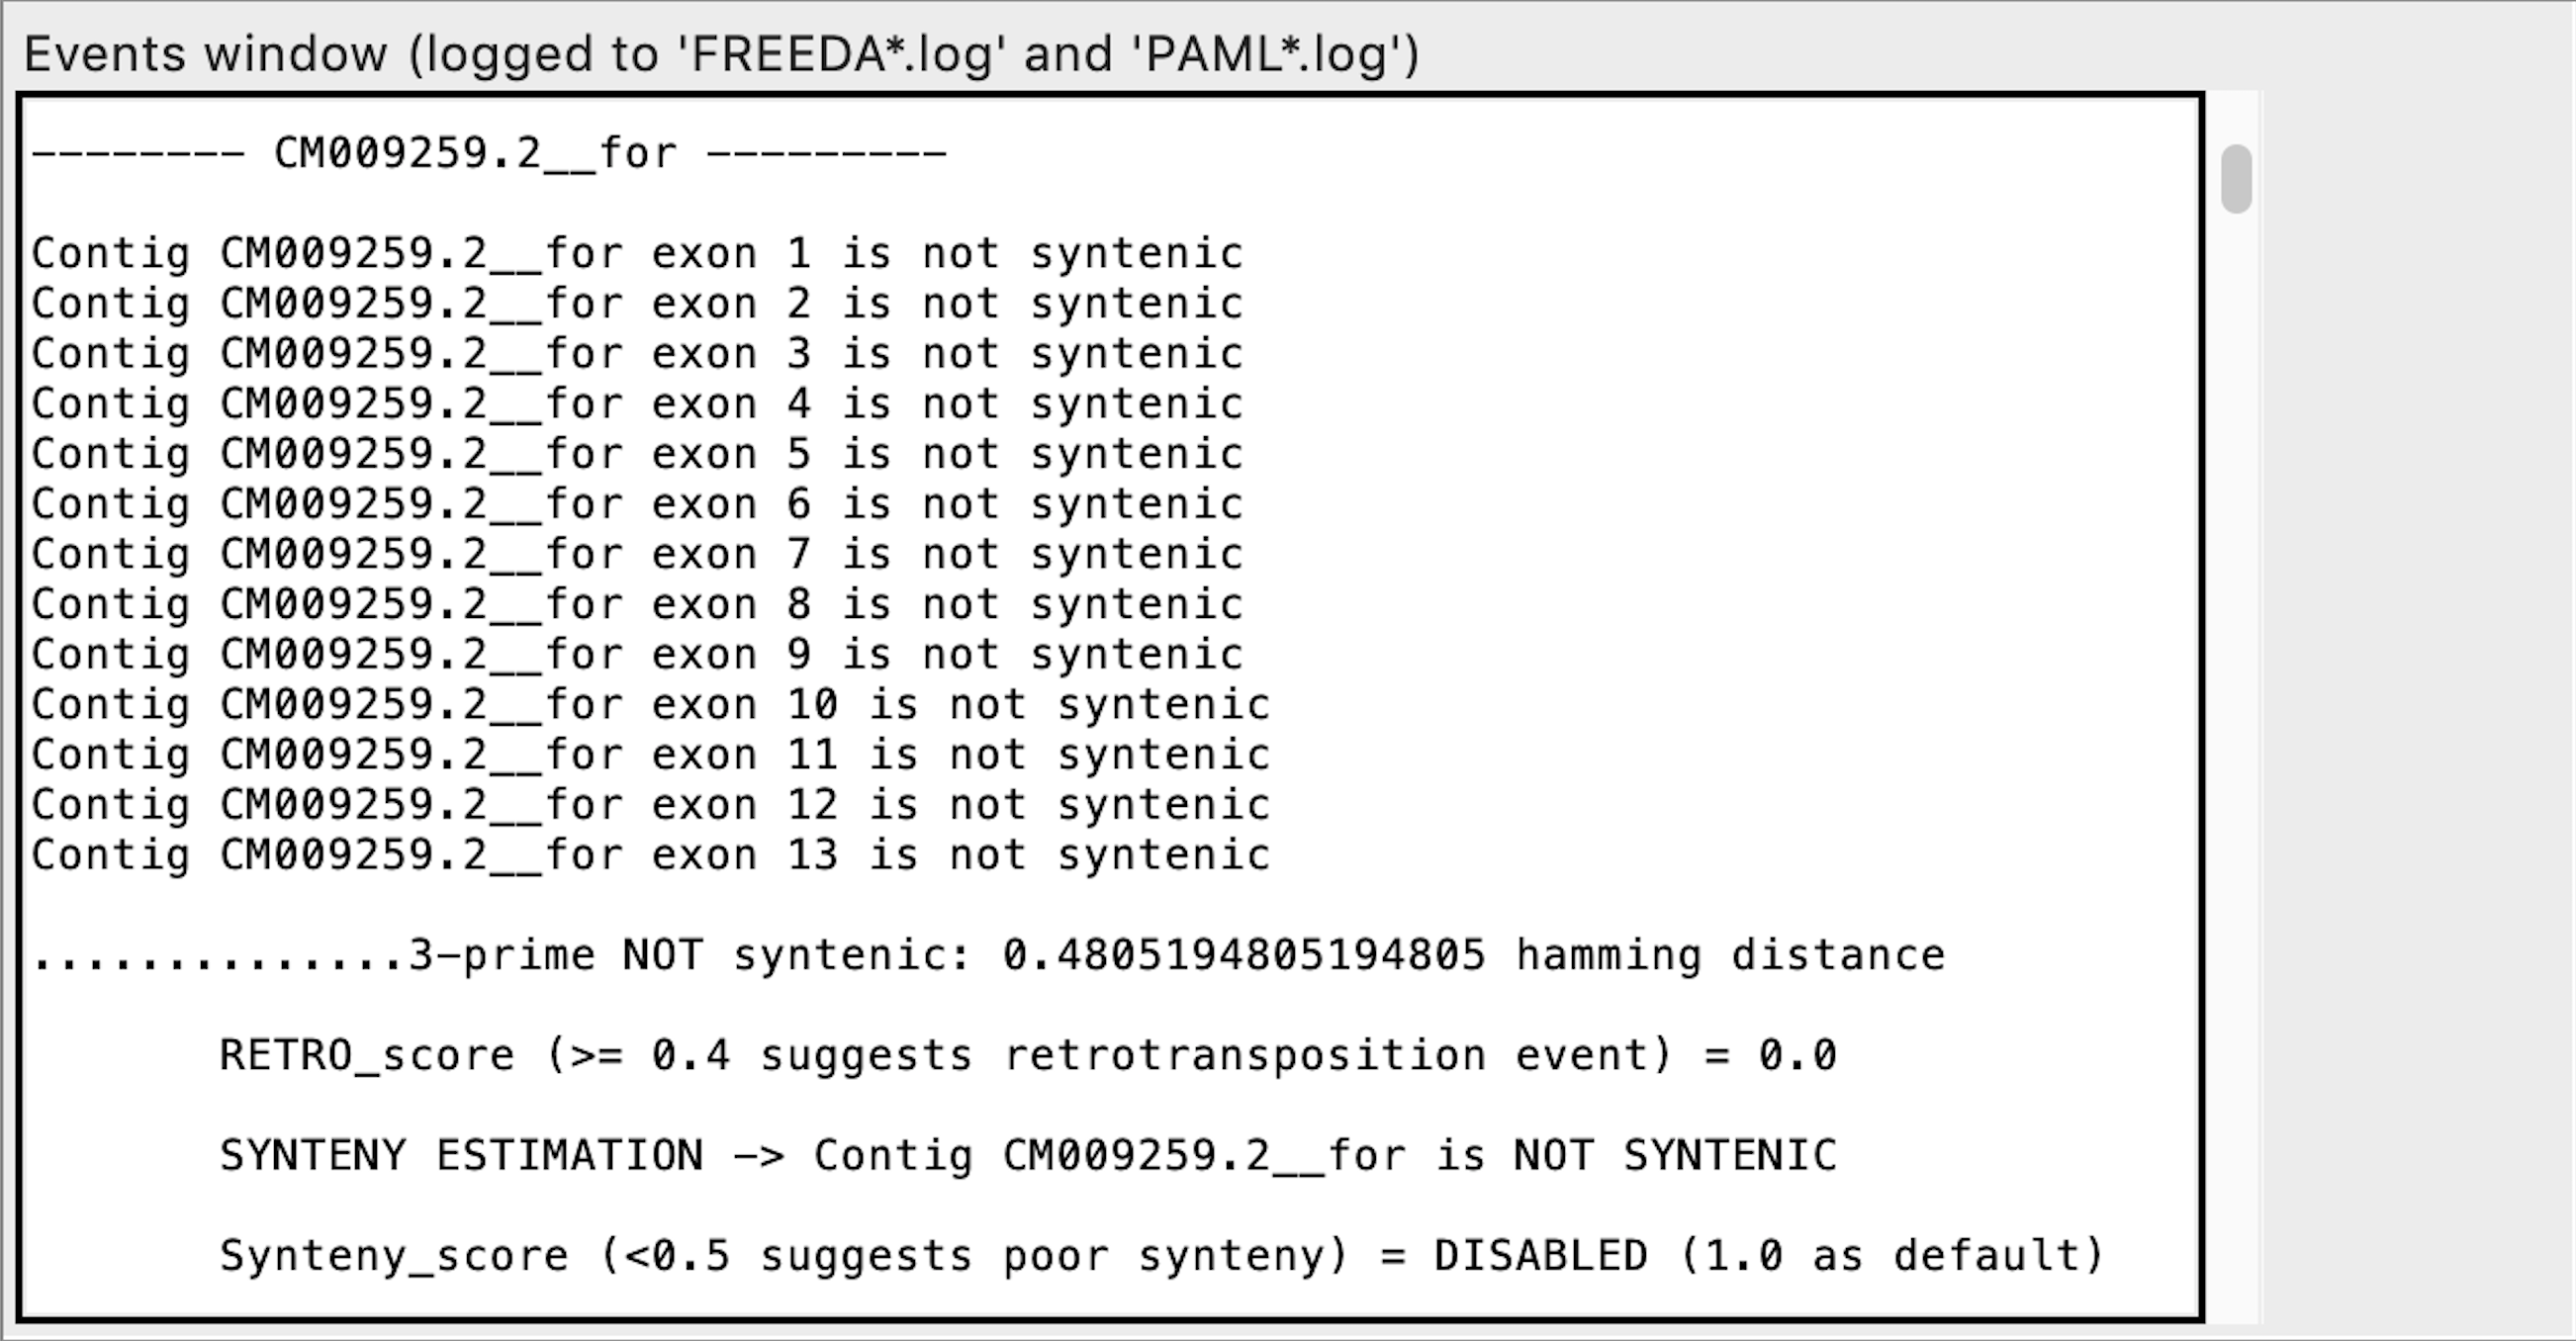 Events window (logged to 'FREEDA*.log' and 'PAML*.log')
-------- CM009259.2__for ---------
Contig CM009259.2__for exon 1 is not syntenic
Contig CM009259.2__for exon 2 is not syntenic
Contig CM009259.2__for exon 3 is not syntenic
Contig CM009259.2__for exon 4 is not syntenic
Contig CM009259.2__for exon 5 is not syntenic
Contig CM009259.2__for exon 6 is not syntenic
Contig CM009259.2__for exon 7 is not syntenic
Contig CM009259.2__for exon 8 is not syntenic
Contig CM009259.2__for exon 9 is not syntenic
Contig CM009259.2__for exon 10 is not syntenic
Contig CM009259.2__for exon 11 is not syntenic
Contig CM009259.2__for exon 12 is not syntenic
Contig CM009259.2__for exon 13 is not syntenic
..............3-prime NOT syntenic: 0.4805194805194805 hamming distance
RETRO_score (>= 0.4 suggests retrotransposition event) = 0.0
SYNTENY ESTIMATION -> Contig CM009259.2__for is NOT SYNTENIC
Synteny_score (<0.5 suggests poor synteny) = DISABLED (1.0 as default)